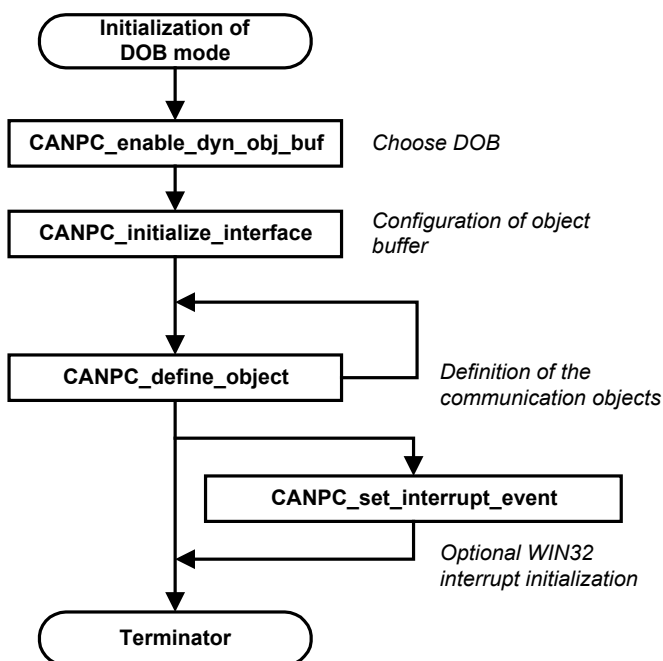 Initialization of
DOB mode
CANPC_enable_dyn_obj_buf
Choose DOB
CANPC_initialize_interface
Configuration of object
buffer
CANPC_define_object
Definition of the
communication objects
CANPC_set_interrupt_event
Optional WIN32
interrupt initialization
Terminator